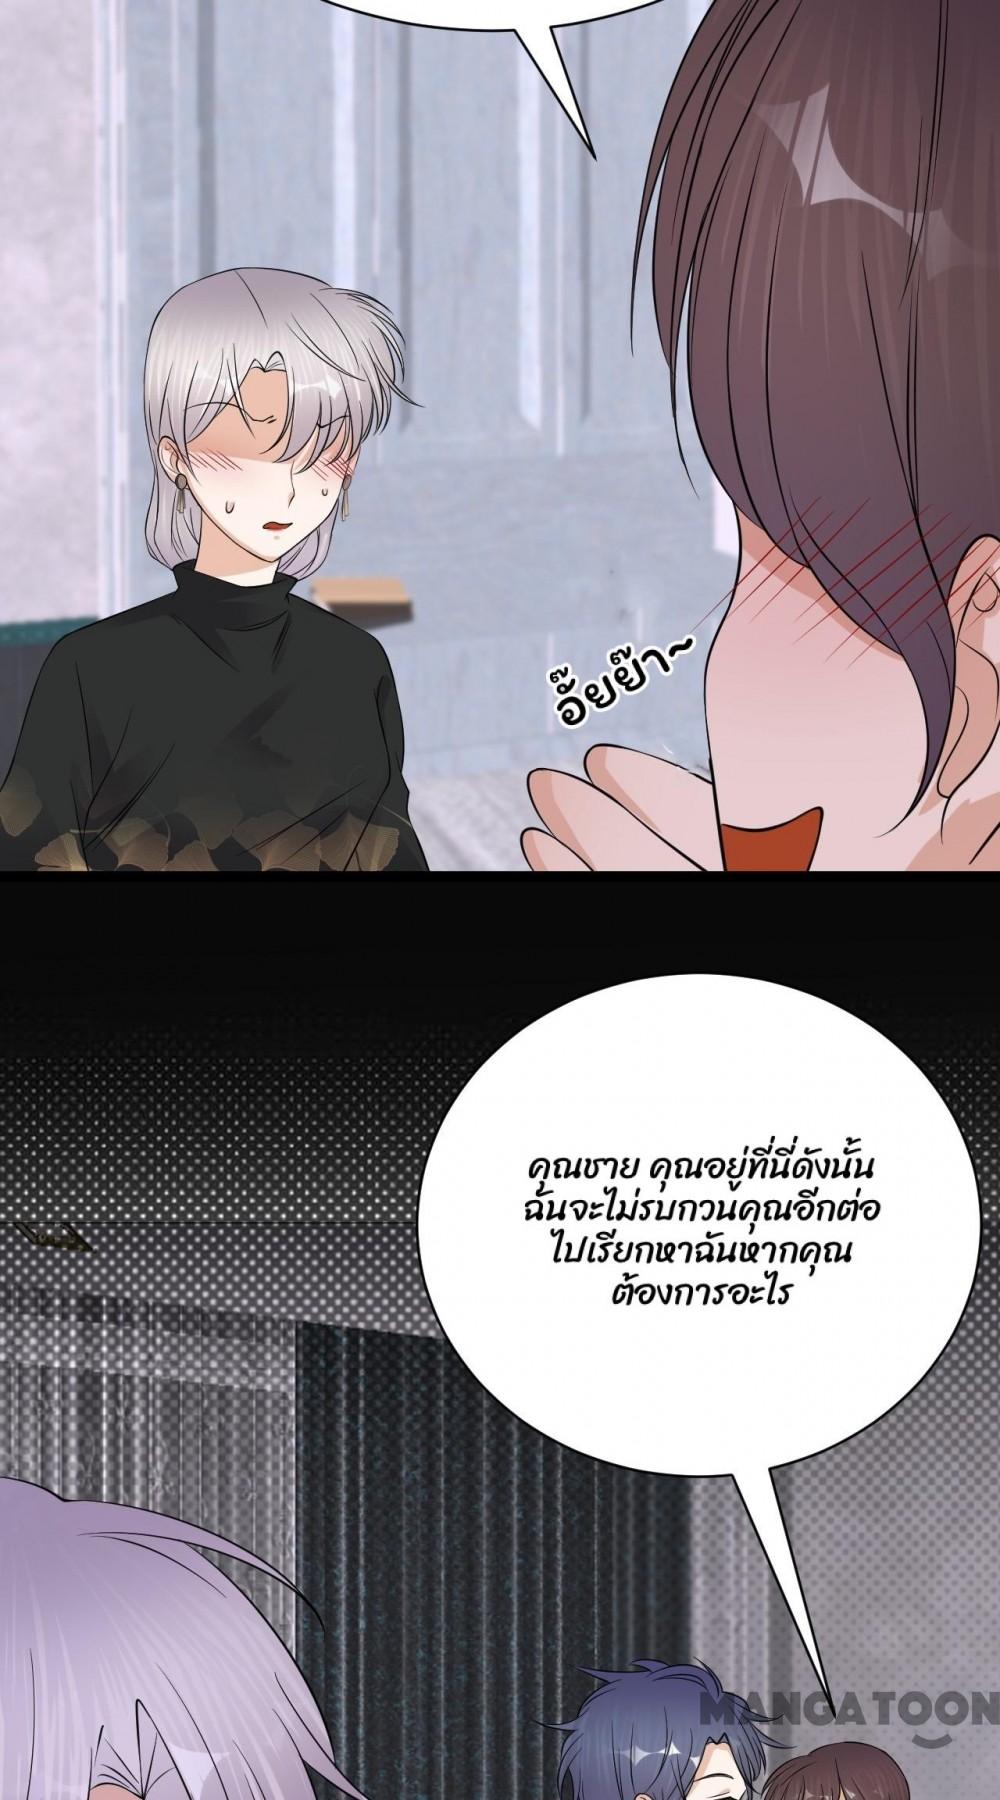 อั๊ยย๊า~
คุณชาย คุณอยู่ที่นี่ดังนั้น
ฉันจะไม่รบกวนคุณอีกต่อ
ไปเรียกหาฉันหากคุณ
ต้องการอะไร
MANGATOON